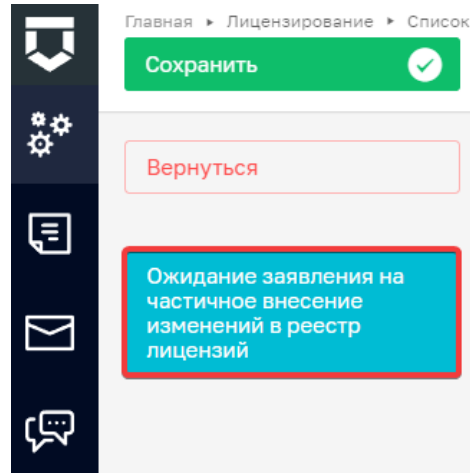 Главная ▸ Лицензирование ▸ Список
Сохранить
Вернуться
Ожидание заявления на
частичное внесение
изменений в реестр
лицензий